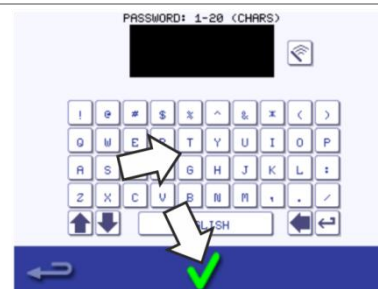 PASSWORD: 1-20 (CHARS)
! @ # $ % ^ & * ( )
Q W E T Y U I O P
A S G H J K L :
Z X C V B N M , . /